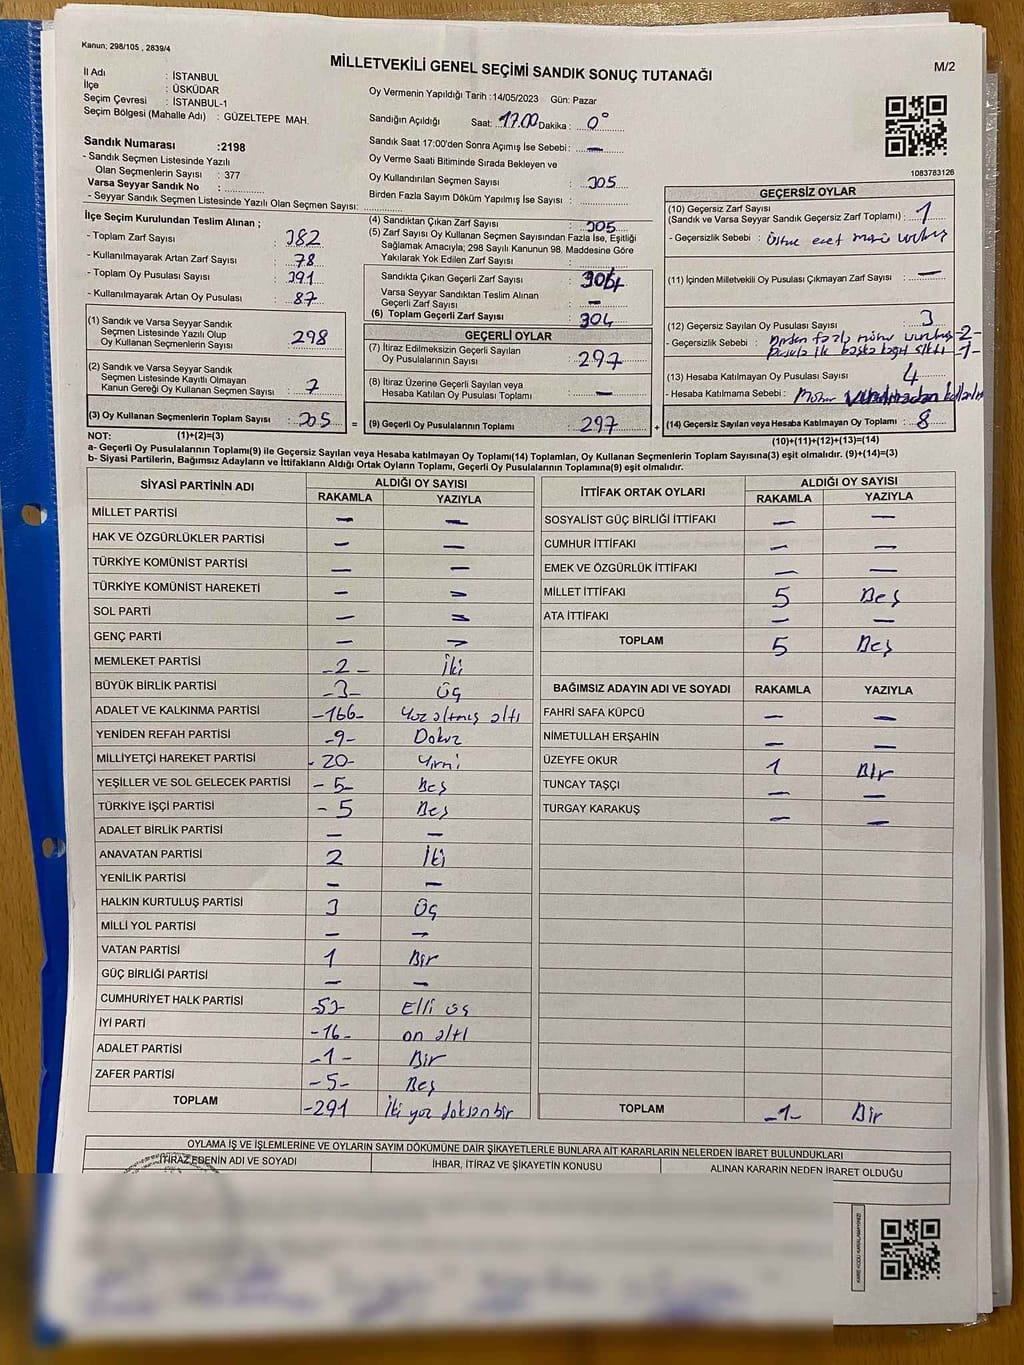 Kanun; 298/105 , 2839/4
MİLLETVEKİLİ GENEL SEÇİMİ SANDIK SONUÇ TUTANAĞI
M/2
İl Adı : İSTANBUL
İlçe : ÜSKÜDAR
Seçim Çevresi : İSTANBUL-1
Seçim Bölgesi (Mahalle Adı) : GÜZELTEPE MAH.
Sandık Numarası :2198
- Sandık Seçmen Listesinde Yazılı
Olan Seçmenlerin Sayısı : 377
Varsa Seyyar Sandık No :
- Seyyar Sandık Seçmen Listesinde Yazılı Olan Seçmen Sayısı:
Oy Vermenin Yapıldığı Tarih :14/05/2023 Gün: Pazar
Sandığın Açıldığı Saat: 17.00 Dakika : 0°
Sandık Saat 17:00'den Sonra Açımış İse Sebebi : —
Oy Verme Saati Bitiminde Sırada Bekleyen ve
Oy Kullandırılan Seçmen Sayısı : 305
Birden Fazla Sayım Döküm Yapılmış İse Sayısı :
1083783126
İlçe Seçim Kurulundan Teslim Alınan ;
- Toplam Zarf Sayısı : 382
- Kullanılmayarak Artan Zarf Sayısı : 78
- Toplam Oy Pusulası Sayısı : 391
- Kullanılmayarak Artan Oy Pusulası : 87
(1) Sandık ve Varsa Seyyar Sandık
Seçmen Listesinde Yazılı Olup
Oy Kullanan Seçmenlerin Sayısı : 298
(2) Sandık ve Varsa Seyyar Sandık
Seçmen Listesinde Kayıtlı Olmayan
Kanun Gereği Oy Kullanan Seçmen Sayısı : 7
(3) Oy Kullanan Seçmenlerin Toplam Sayısı : 305
(4) Sandıktan Çıkan Zarf Sayısı : 305
(5) Zarf Sayısı Oy Kullanan Seçmen Sayısından Fazla İse, Eşitliği
Sağlamak Amacıyla; 298 Sayılı Kanunun 98. Maddesine Göre
Yakılarak Yok Edilen Zarf Sayısı :
Sandıkta Çıkan Geçerli Zarf Sayısı :
Varsa Seyyar Sandıktan Teslim Alınan
Geçerli Zarf Sayısı : —
(6) Toplam Geçerli Zarf Sayısı : 304
GEÇERLİ OYLAR
(7) İtiraz Edilmeksizin Geçerli Sayılan
Oy Pusulalarının Sayısı : 297
(8) İtiraz Üzerine Geçerli Sayılan veya
Hesaba Katılan Oy Pusulası Toplamı : —
= (9) Geçerli Oy Pusulalarının Toplamı : 297 +
GEÇERSİZ OYLAR
(10) Geçersiz Zarf Sayısı
(Sandık ve Varsa Seyyar Sandık Geçersiz Zarf Toplamı) : 1
- Geçersizlik Sebebi : Üstüne evet mührü vurulmuş
(11) İçinden Milletvekili Oy Pusulası Çıkmayan Zarf Sayısı : —
(12) Geçersiz Sayılan Oy Pusulası Sayısı : 3
- Geçersizlik Sebebi : Birden fazla mühür vurulmuş -2-
Pusula ile başka kağıt çıktı -1-
(13) Hesaba Katılmayan Oy Pusulası Sayısı : 4
- Hesaba Katılmama Sebebi : Mühür
(14) Geçersiz Sayılan veya Hesaba Katılmayan Oy Toplamı : 8
(10)+(11)+(12)+(13)=(14)
NOT: (1)+(2)=(3)
a- Geçerli Oy Pusulalarının Toplamı(9) ile Geçersiz Sayılan veya Hesaba katılmayan Oy Toplamı(14) Toplamları, Oy Kullanan Seçmenlerin Toplam Sayısına(3) eşit olmalıdır. (9)+(14)=(3)
b- Siyasi Partilerin, Bağımsız Adayların ve İttifakların Aldığı Ortak Oyların Toplamı, Geçerli Oy Pusulalarının Toplamına(9) eşit olmalıdır.
SİYASİ PARTİNİN ADI ALDIĞI OY SAYISI
RAKAMLA YAZIYLA
MİLLET PARTİSİ — —
HAK VE ÖZGÜRLÜKLER PARTİSİ — —
TÜRKİYE KOMÜNİST PARTİSİ — —
TÜRKİYE KOMÜNİST HAREKETİ — —
SOL PARTİ — —
GENÇ PARTİ — —
MEMLEKET PARTİSİ -2- İki
BÜYÜK BİRLİK PARTİSİ -3- Üç
ADALET VE KALKINMA PARTİSİ -166- Yüz altmış altı
YENİDEN REFAH PARTİSİ -9- Dokuz
MİLLİYETÇİ HAREKET PARTİSİ -20- Yirmi
YEŞİLLER VE SOL GELECEK PARTİSİ -5- Beş
TÜRKİYE İŞÇİ PARTİSİ -5 Beş
ADALET BİRLİK PARTİSİ — —
ANAVATAN PARTİSİ 2 İki
YENİLİK PARTİSİ — —
HALKIN KURTULUŞ PARTİSİ 3 Üç
MİLLİ YOL PARTİSİ — —
VATAN PARTİSİ 1 Bir
GÜÇ BİRLİĞİ PARTİSİ — —
CUMHURİYET HALK PARTİSİ -53- Elli üç
İYİ PARTİ -16- on altı
ADALET PARTİSİ -1- Bir
ZAFER PARTİSİ -5- Beş
TOPLAM -291 İki yüz doksan bir
İTTİFAK ORTAK OYLARI ALDIĞI OY SAYISI
RAKAMLA YAZIYLA
SOSYALİST GÜÇ BİRLİĞİ İTTİFAKI — —
CUMHUR İTTİFAKI — —
EMEK VE ÖZGÜRLÜK İTTİFAKI — —
MİLLET İTTİFAKI 5 Beş
ATA İTTİFAKI — —
TOPLAM 5 Beş
BAĞIMSIZ ADAYIN ADI VE SOYADI RAKAMLA YAZIYLA
FAHRİ SAFA KÜPCÜ — —
NİMETULLAH ERŞAHİN — —
ÜZEYFE OKUR 1 Bir
TUNCAY TAŞÇI — —
TURGAY KARAKUŞ — —
TOPLAM -1- Bir
OYLAMA İŞ VE İŞLEMLERİNE VE OYLARIN SAYIM DÖKÜMÜNE DAİR ŞİKAYETLERLE BUNLARA AİT KARARLARIN NELERDEN İBARET BULUNDUKLARI
İTİRAZ EDENİN ADI VE SOYADI İHBAR, İTİRAZ VE ŞİKAYETİN KONUSU ALINAN KARARIN NEDEN İBARET OLDUĞU